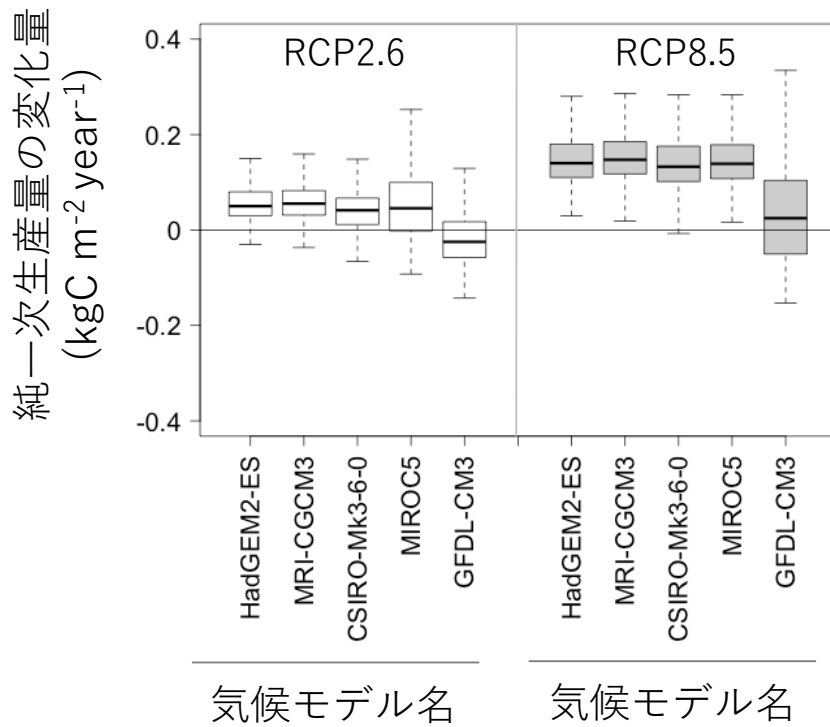 純一次生産量の変化量
(kgC m-2 year-1)
0.4
0.2
0
-0.2
-0.4
RCP2.6
RCP8.5
HadGEM2-ES
MRI-CGCM3
CSIRO-Mk3-6-0
MIROC5
GFDL-CM3
HadGEM2-ES
MRI-CGCM3
CSIRO-Mk3-6-0
MIROC5
GFDL-CM3
気候モデル名
気候モデル名